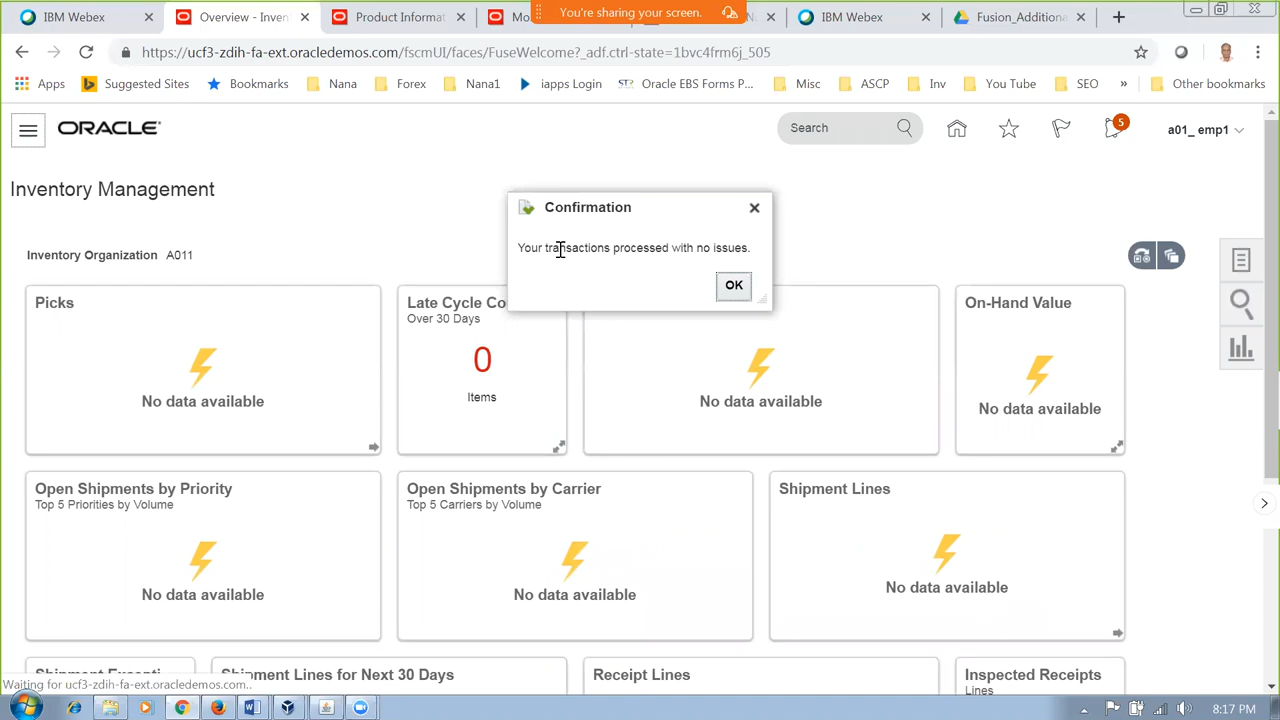 IBM Webex
Overview - Inven
Product Informat
Mo
You're sharing your screen.
IBM Webex
Fusion_Additiona
https://ucf3-zdih-fa-ext.oracledemos.com/fscmUI/faces/FuseWelcome?_adf.ctrl-state=1bvc4frm6j_505
Apps
Suggested Sites
Bookmarks
Nana
Forex
Nana1
iapps Login
Oracle EBS Forms P...
Misc
ASCP
Inv
You Tube
SEO
»
Other bookmarks
ORACLE
Search
5
a01_ emp1
Inventory Management
Confirmation
Your transactions processed with no issues.
OK
Inventory Organization A011
Picks
No data available
Late Cycle Co
Over 30 Days
0
Items
No data available
On-Hand Value
No data available
Open Shipments by Priority
Top 5 Priorities by Volume
No data available
Open Shipments by Carrier
Top 5 Carriers by Volume
No data available
Shipment Lines
No data available
Shipment Excepti
Shipment Lines for Next 30 Days
Receipt Lines
Inspected Receipts
Lines
Waiting for ucf3-zdih-fa-ext.oracledemos.com...
8:17 PM